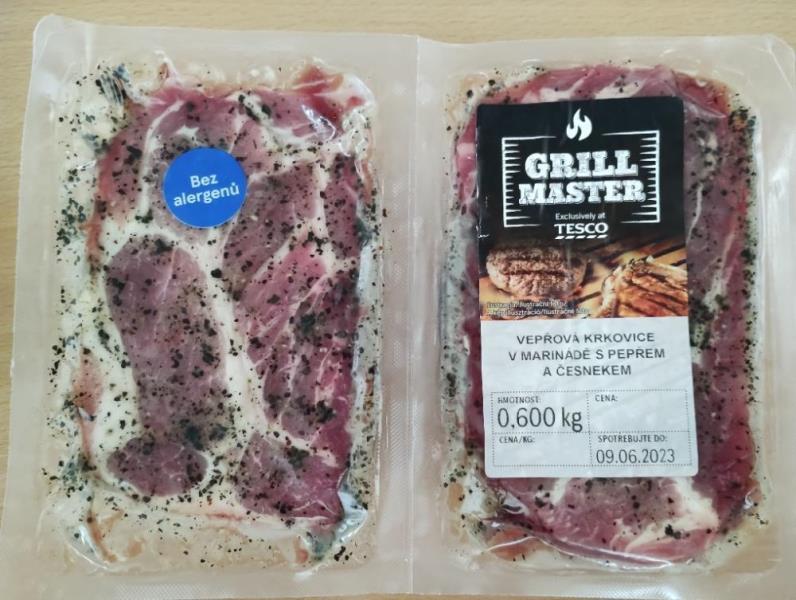 Bez
alergenů
GRILL
MASTER
Exclusively at
TESCO
VEPŘOVÁ KRKOVICE
V MARINÁDĚ S PEPŘEM
A ČESNEKEM
HMOTNOST:
0,600 kg
CENA:
CENA/KG:
SPOTŘEBUJTE DO:
09.06.2023